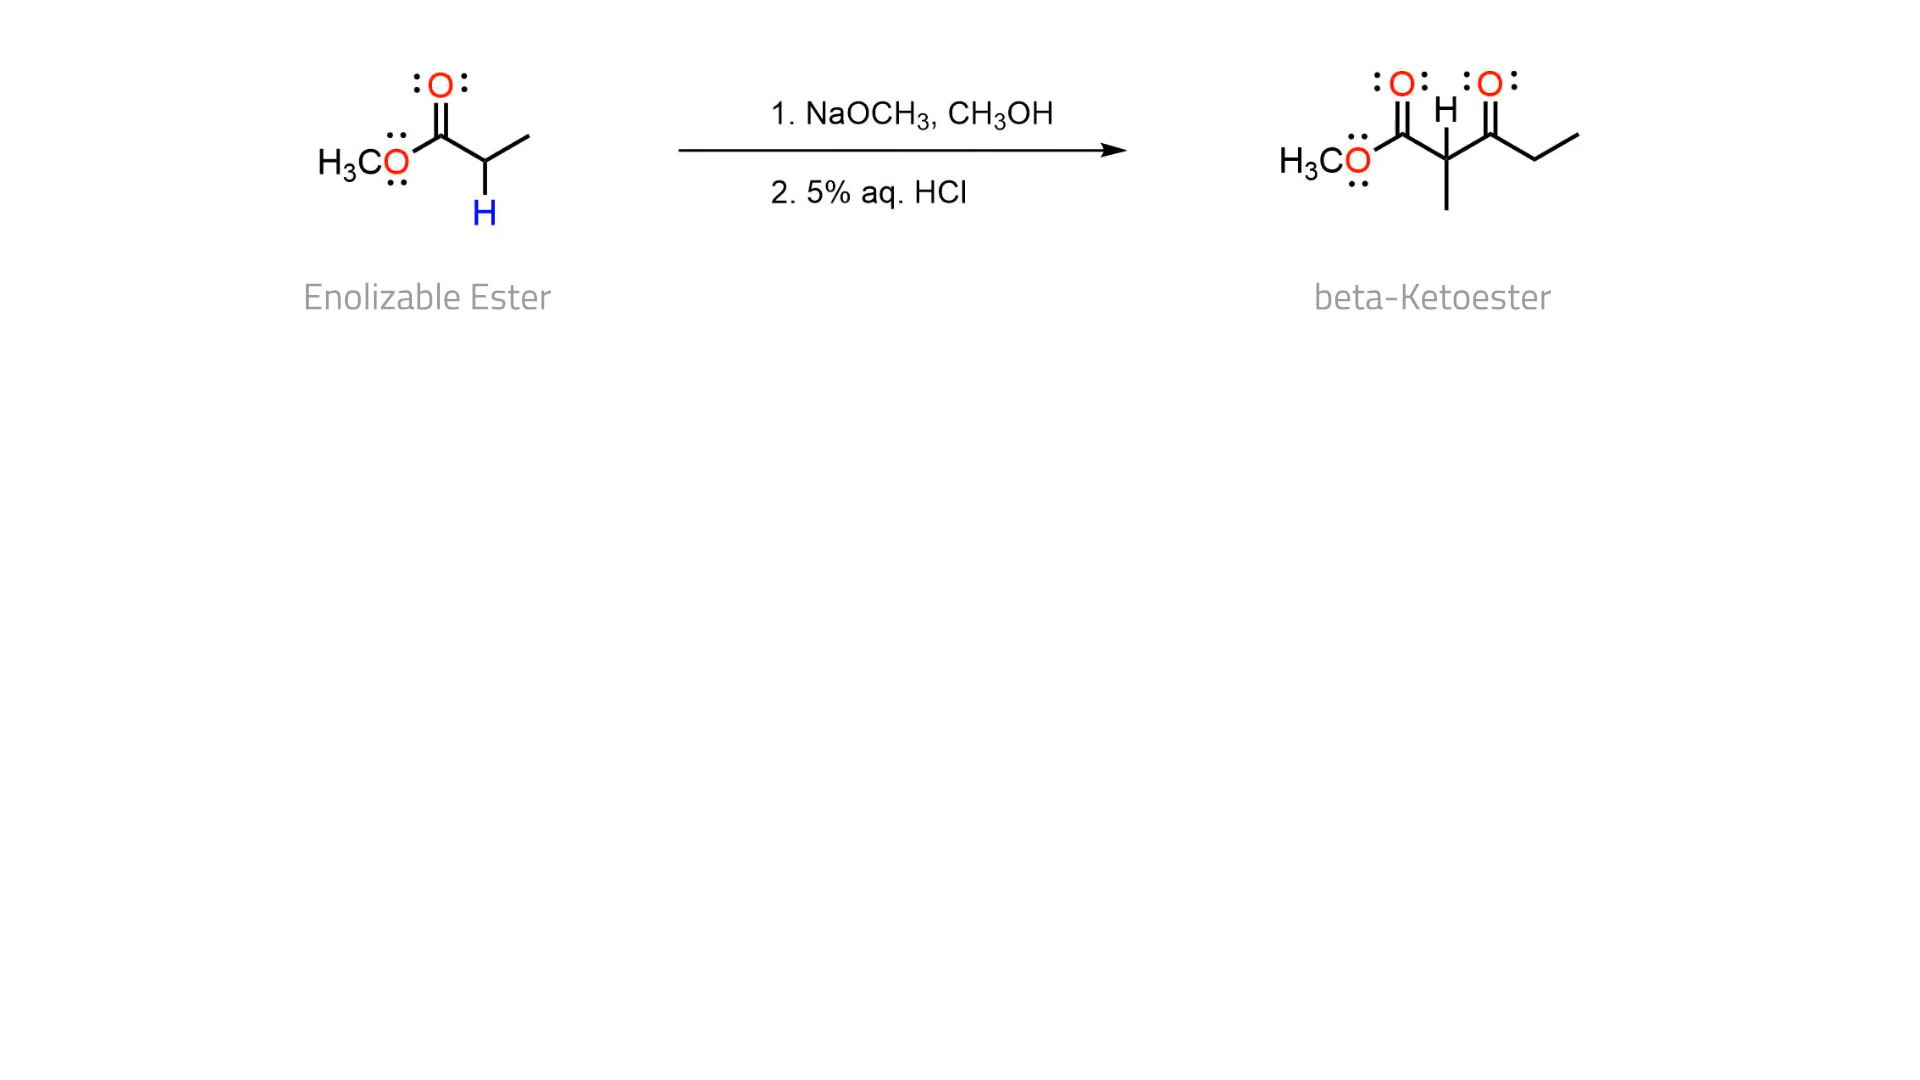 :O: :O: :O:
H
1. NaOCH₃, CH₃OH
H₃CO H₃CO
2. 5% aq. HCl
H
Enolizable Ester beta-Ketoester